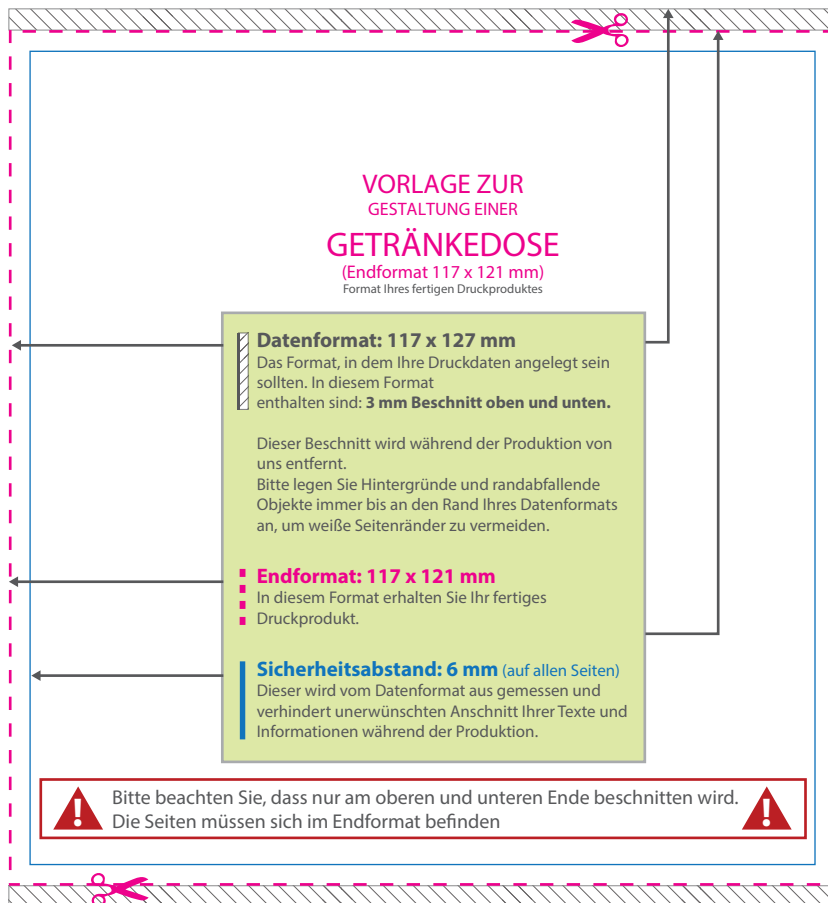 VORLAGE ZUR
GESTALTUNG EINER
GETRÄNKEDOSE
(Endformat 117 x 121 mm)
Format Ihres fertigen Druckproduktes
Datenformat: 117 x 127 mm
Das Format, in dem Ihre Druckdaten angelegt sein
sollten. In diesem Format
enthalten sind: 3 mm Beschnitt oben und unten.
Dieser Beschnitt wird während der Produktion von
uns entfernt.
Bitte legen Sie Hintergründe und randabfallende
Objekte immer bis an den Rand Ihres Datenformats
an, um weiße Seitenränder zu vermeiden.
Endformat: 117 x 121 mm
In diesem Format erhalten Sie Ihr fertiges
Druckprodukt.
Sicherheitsabstand: 6 mm (auf allen Seiten)
Dieser wird vom Datenformat aus gemessen und
verhindert unerwünschten Anschnitt Ihrer Texte und
Informationen während der Produktion.
Bitte beachten Sie, dass nur am oberen und unteren Ende beschnitten wird.
Die Seiten müssen sich im Endformat befinden